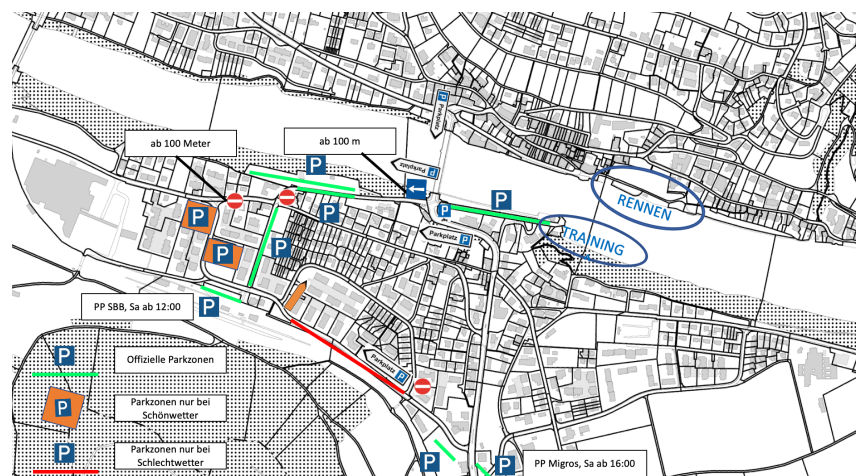 P
Parkplatz
ab 100 Meter
ab 100 m
P
Parkplatz
P
P
RENNEN
P
P
P
P
Parkplatz P
TRAINING
P
P
PP SBB, Sa ab 12:00
P
P
Offizielle Parkzonen
Parkplatz P
P
Parkzonen nur bei
Schönwetter
P
Parkzonen nur bei
Schlechtwetter
P
P
PP Migros, Sa ab 16:00